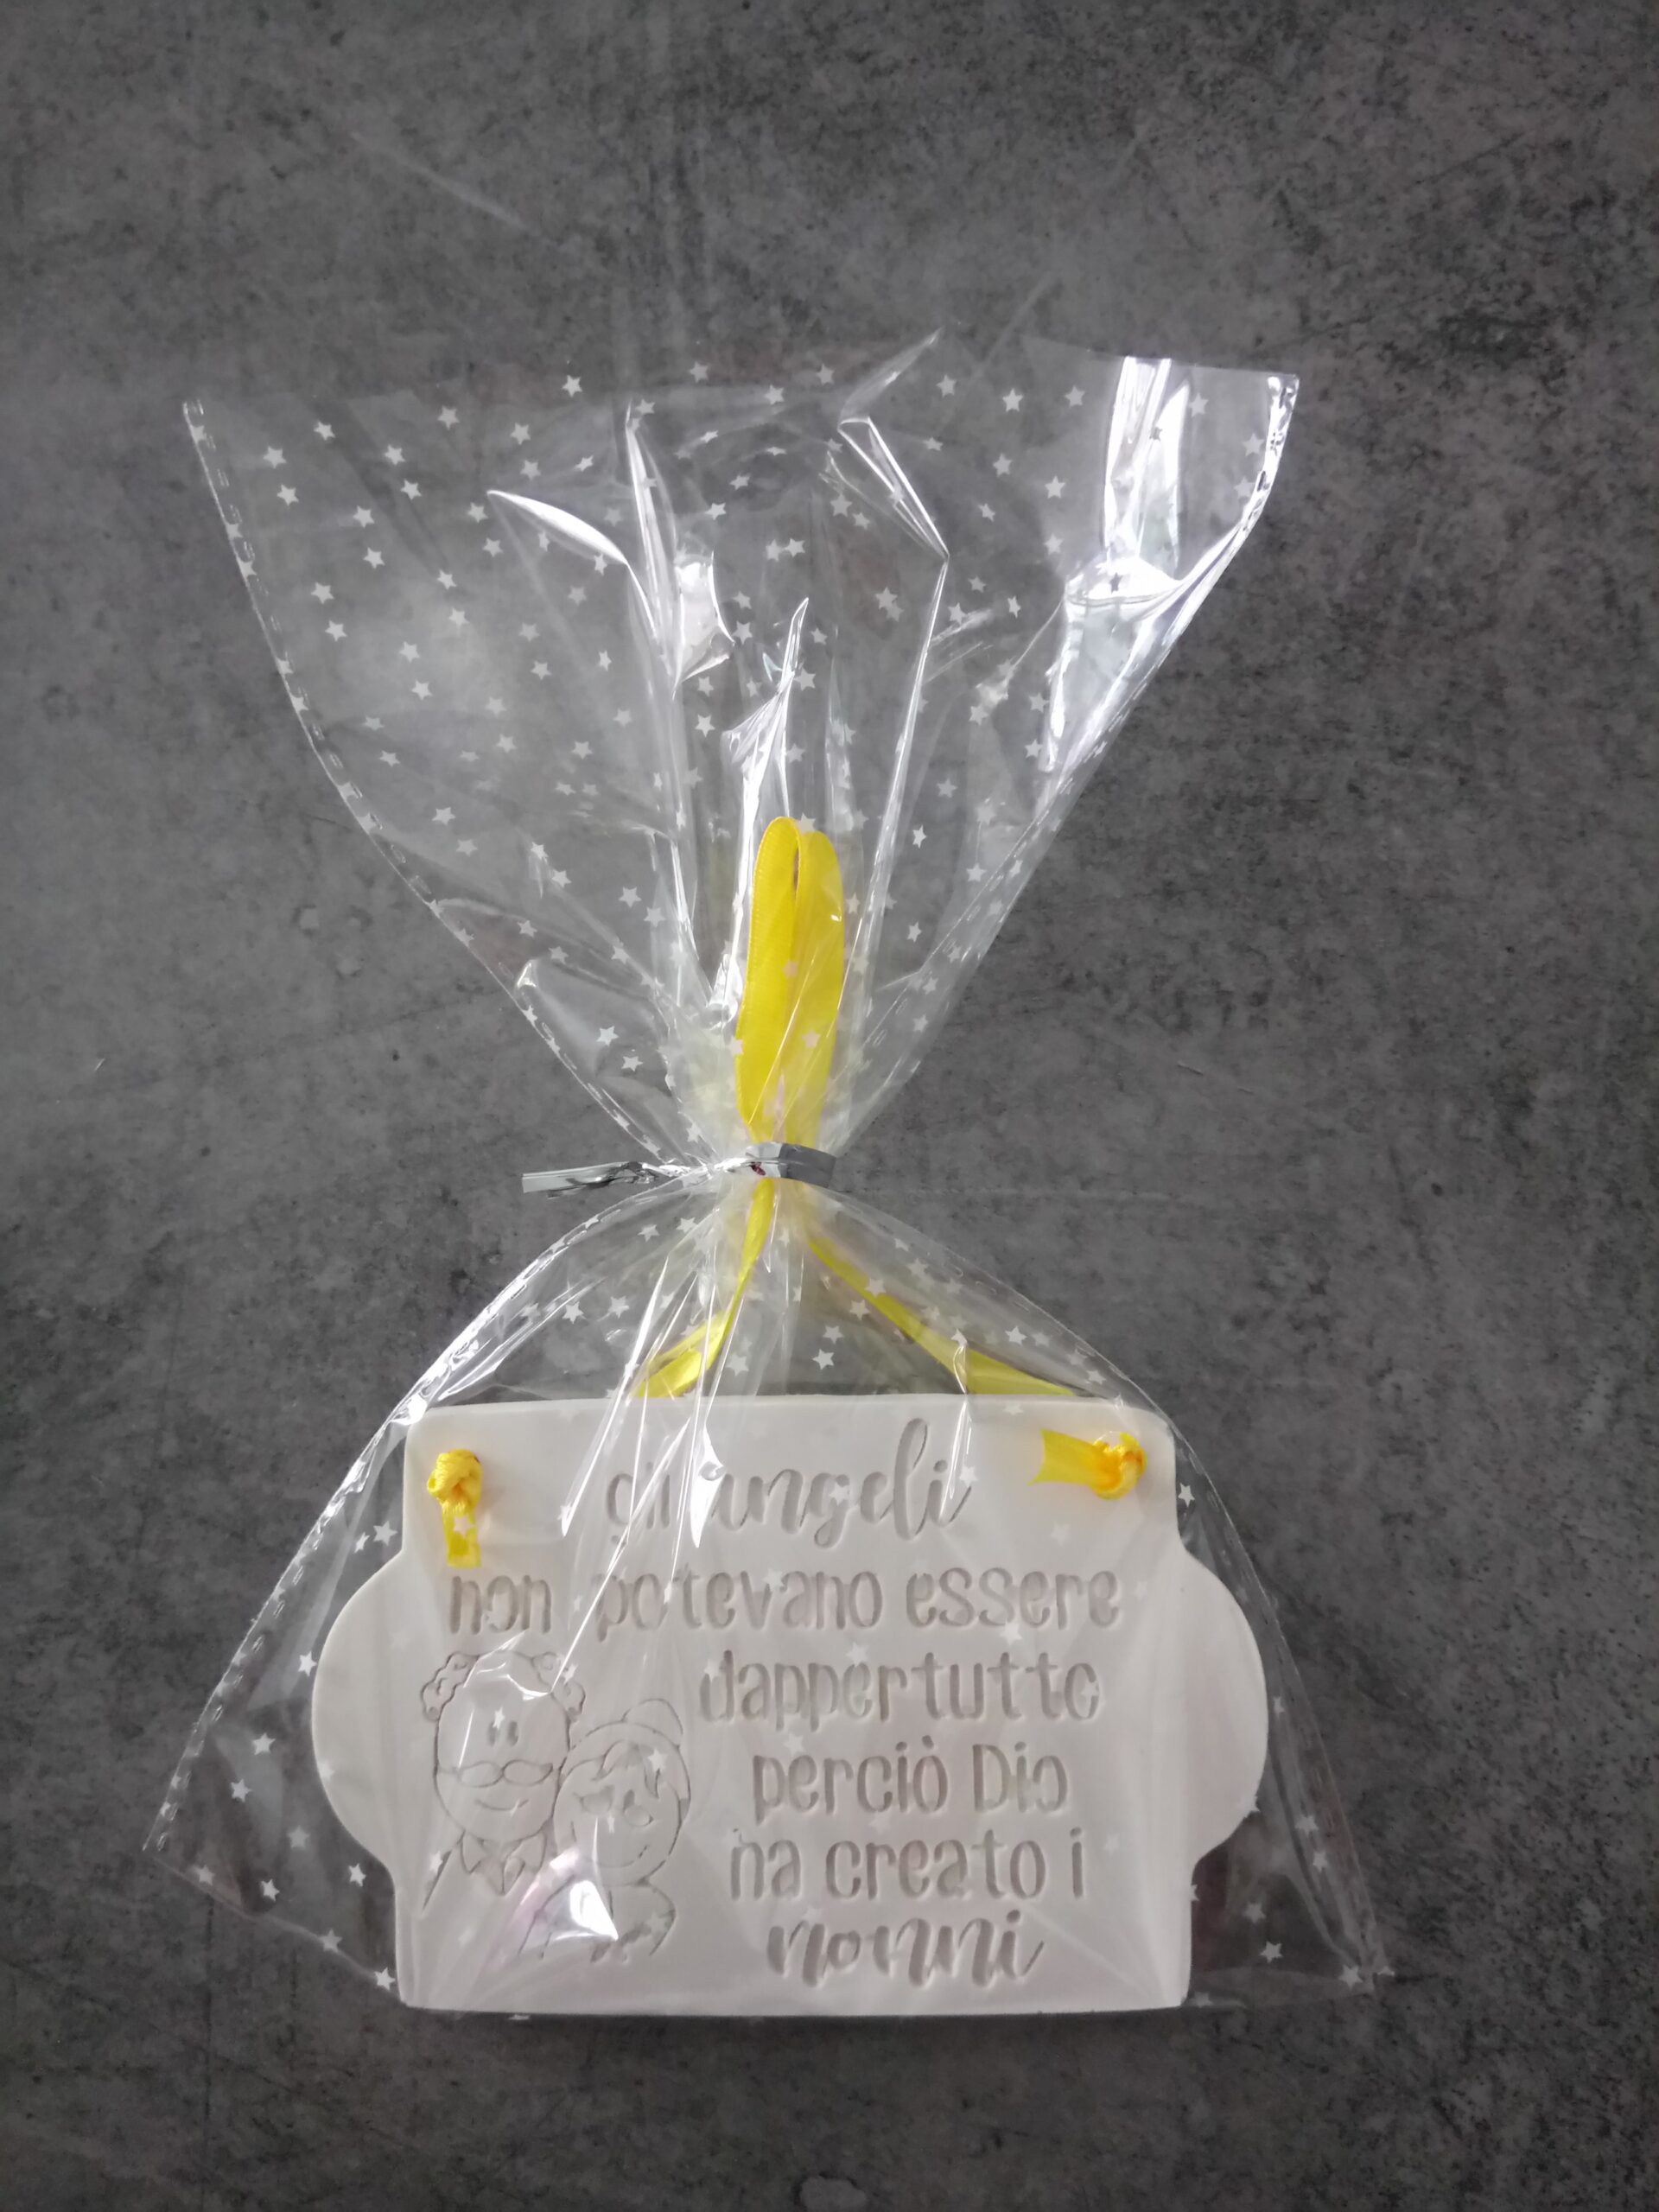 gli angeli
non potevano essere
dappertutto
perciò Dio
ha creato i
nonni